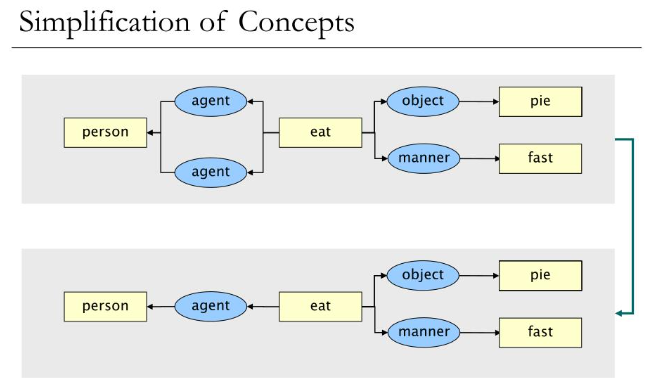 Simplification of Concepts
agent
object
pie
person
eat
agent
manner
fast
object
pie
person
agent
eat
manner
fast